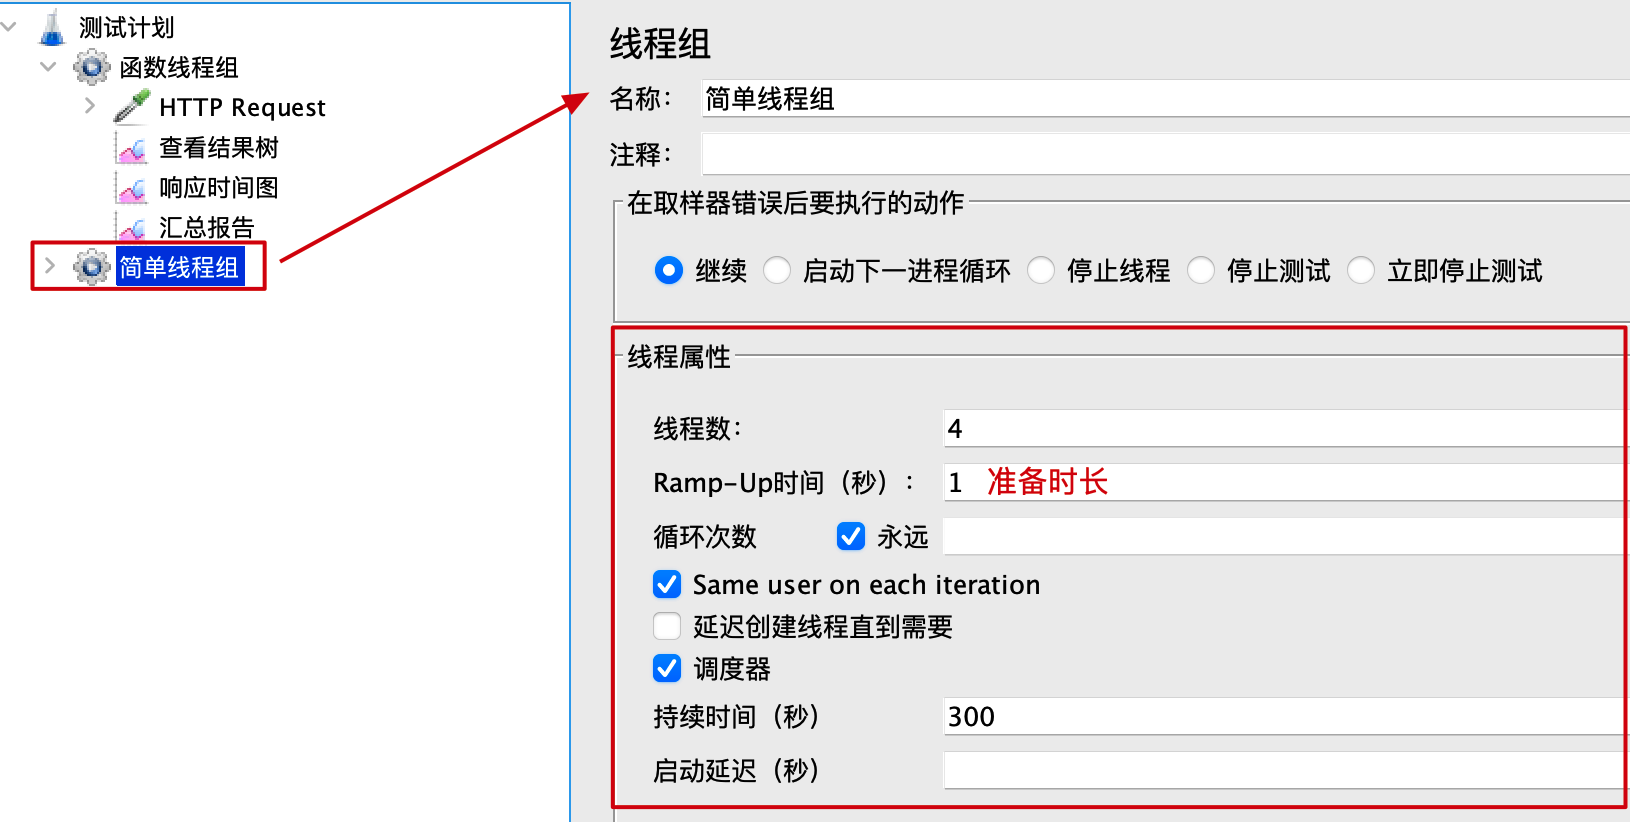 测试计划
函数线程组
HTTP Request
查看结果树
响应时间图
汇总报告
简单线程组
线程组
名称： 简单线程组
注释：
在取样器错误后要执行的动作
继续 启动下一进程循环 停止线程 停止测试 立即停止测试
线程属性
线程数： 4
Ramp-Up时间（秒）： 1 准备时长
循环次数 永远
Same user on each iteration
延迟创建线程直到需要
调度器
持续时间（秒） 300
启动延迟（秒）